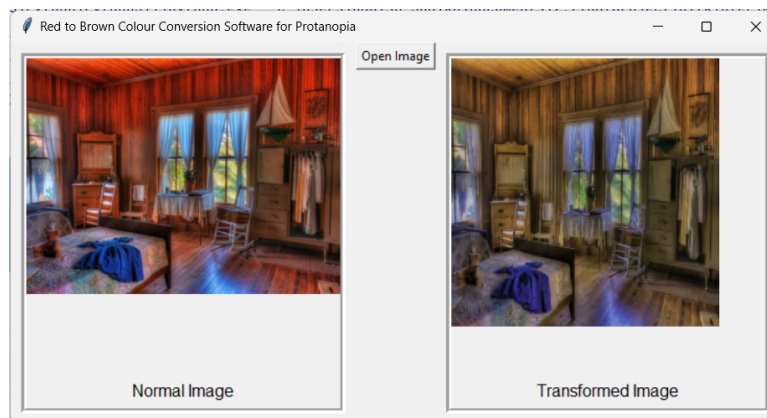 Red to Brown Colour Conversion Software for Protanopia
Open Image
Normal Image
Transformed Image